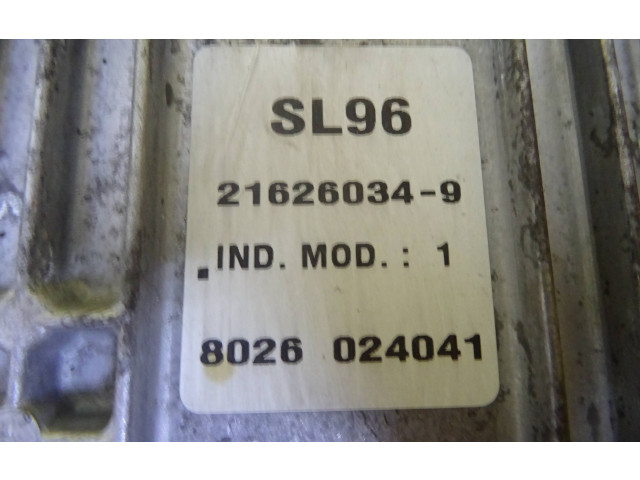 SL96
21626034-9
.IND. MOD. : 1
8026 024041